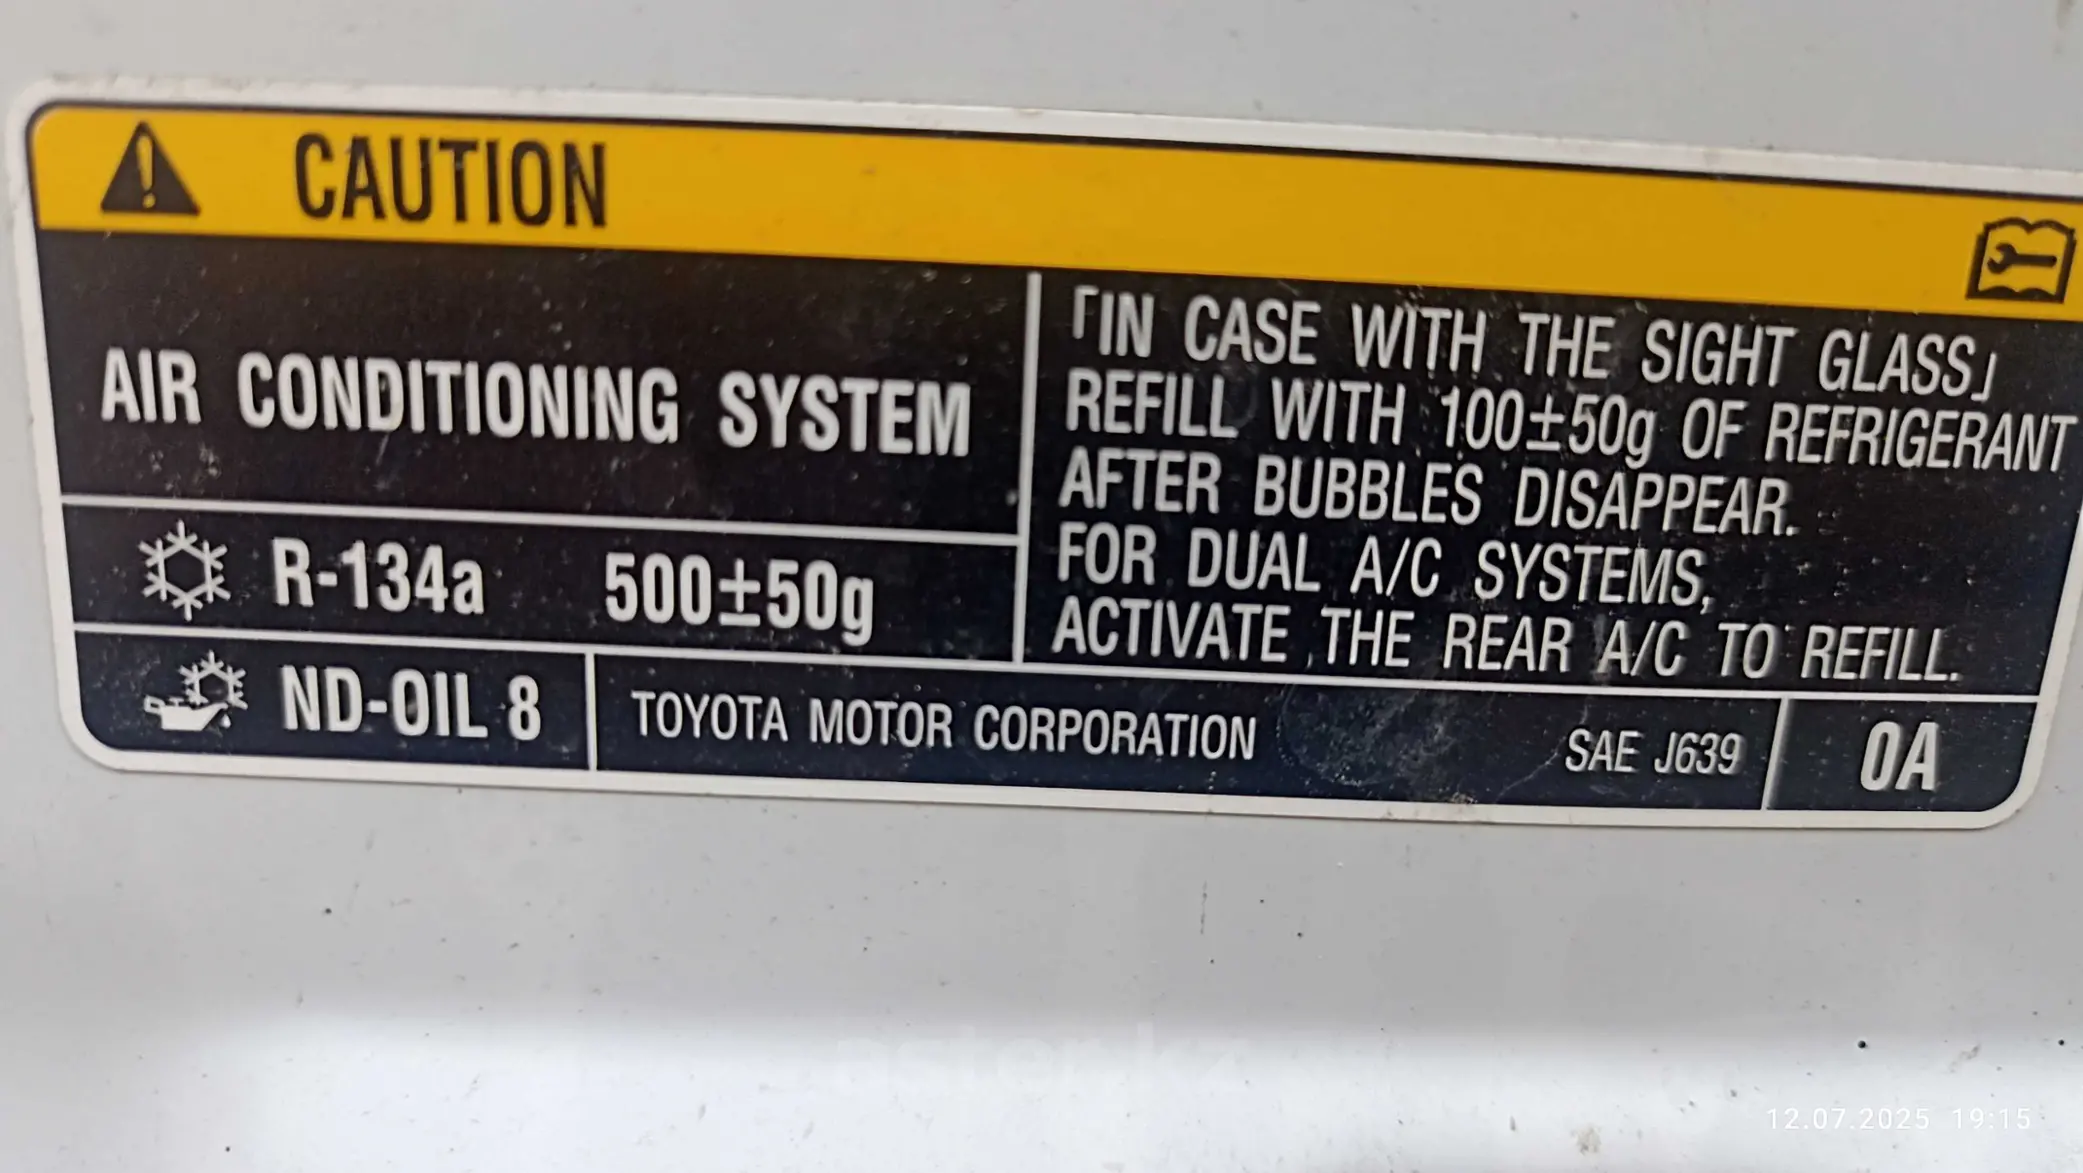 CAUTION
AIR CONDITIONING SYSTEM
R-134a 500±50g
ND-OIL 8
「IN CASE WITH THE SIGHT GLASS」
REFILL WITH 100±50g OF REFRIGERANT
AFTER BUBBLES DISAPPEAR.
FOR DUAL A/C SYSTEMS,
ACTIVATE THE REAR A/C TO REFILL.
TOYOTA MOTOR CORPORATION
SAE J639
0A
aster.kz
12.07.2025 19:15